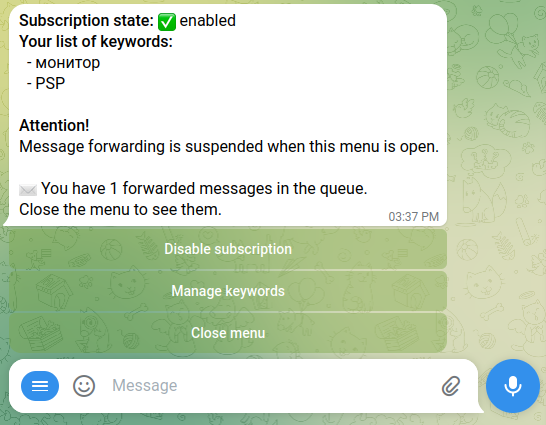 Subscription state: ✅ enabled
Your list of keywords:
- монитор
- PSP
Attention!
Message forwarding is suspended when this menu is open.
✉️ You have 1 forwarded messages in the queue.
Close the menu to see them.
03:37 PM
Disable subscription
Manage keywords
Close menu
Message